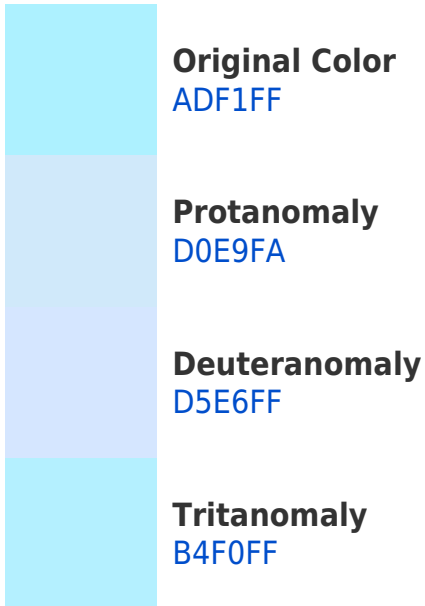 Original Color
ADF1FF
Protanomaly
D0E9FA
Deuteranomaly
D5E6FF
Tritanomaly
B4F0FF